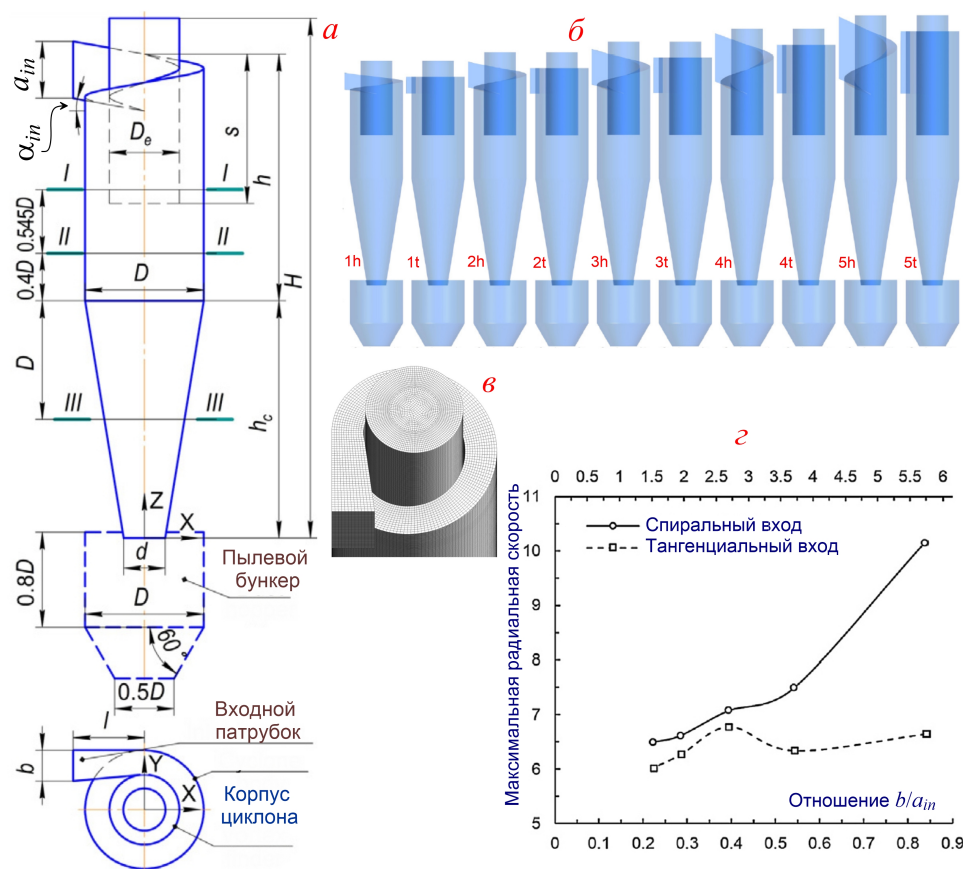 а
a_in
α_in
D_e
s
h
H
I
I
0.545D
II
II
0.4D
D
D
III
III
h_c
Z
X
d
Пылевой
бункер
0.8D
D
60°
0.5D
l
Входной
патрубок
b
Y
X
Корпус
циклона
б
1h
1t
2h
2t
3h
3t
4h
4t
5h
5t
в
г
0 0.5 1 1.5 2 2.5 3 3.5 4 4.5 5 5.5 6
11
10
9
8
7
6
5
Максимальная радиальная скорость
Спиральный вход
Тангенциальный вход
Отношение b/a_in
0 0.1 0.2 0.3 0.4 0.5 0.6 0.7 0.8 0.9